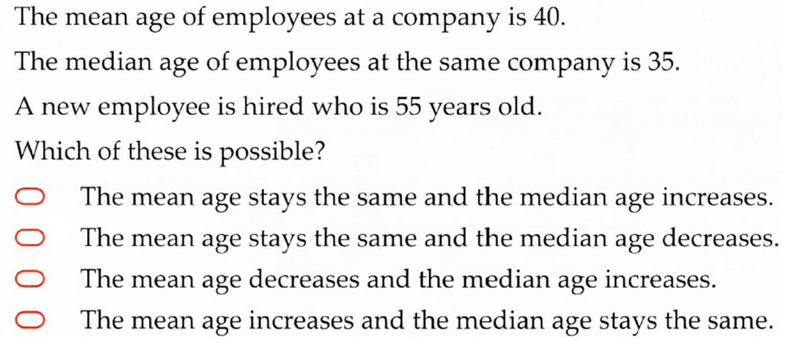 The mean age of employees at a company is 40.
The median age of employees at the same company is 35.
A new employee is hired who is 55 years old.
Which of these is possible?
The mean age stays the same and the median age increases.
The mean age stays the same and the median age decreases.
The mean age decreases and the median age increases.
The mean age increases and the median age stays the same.